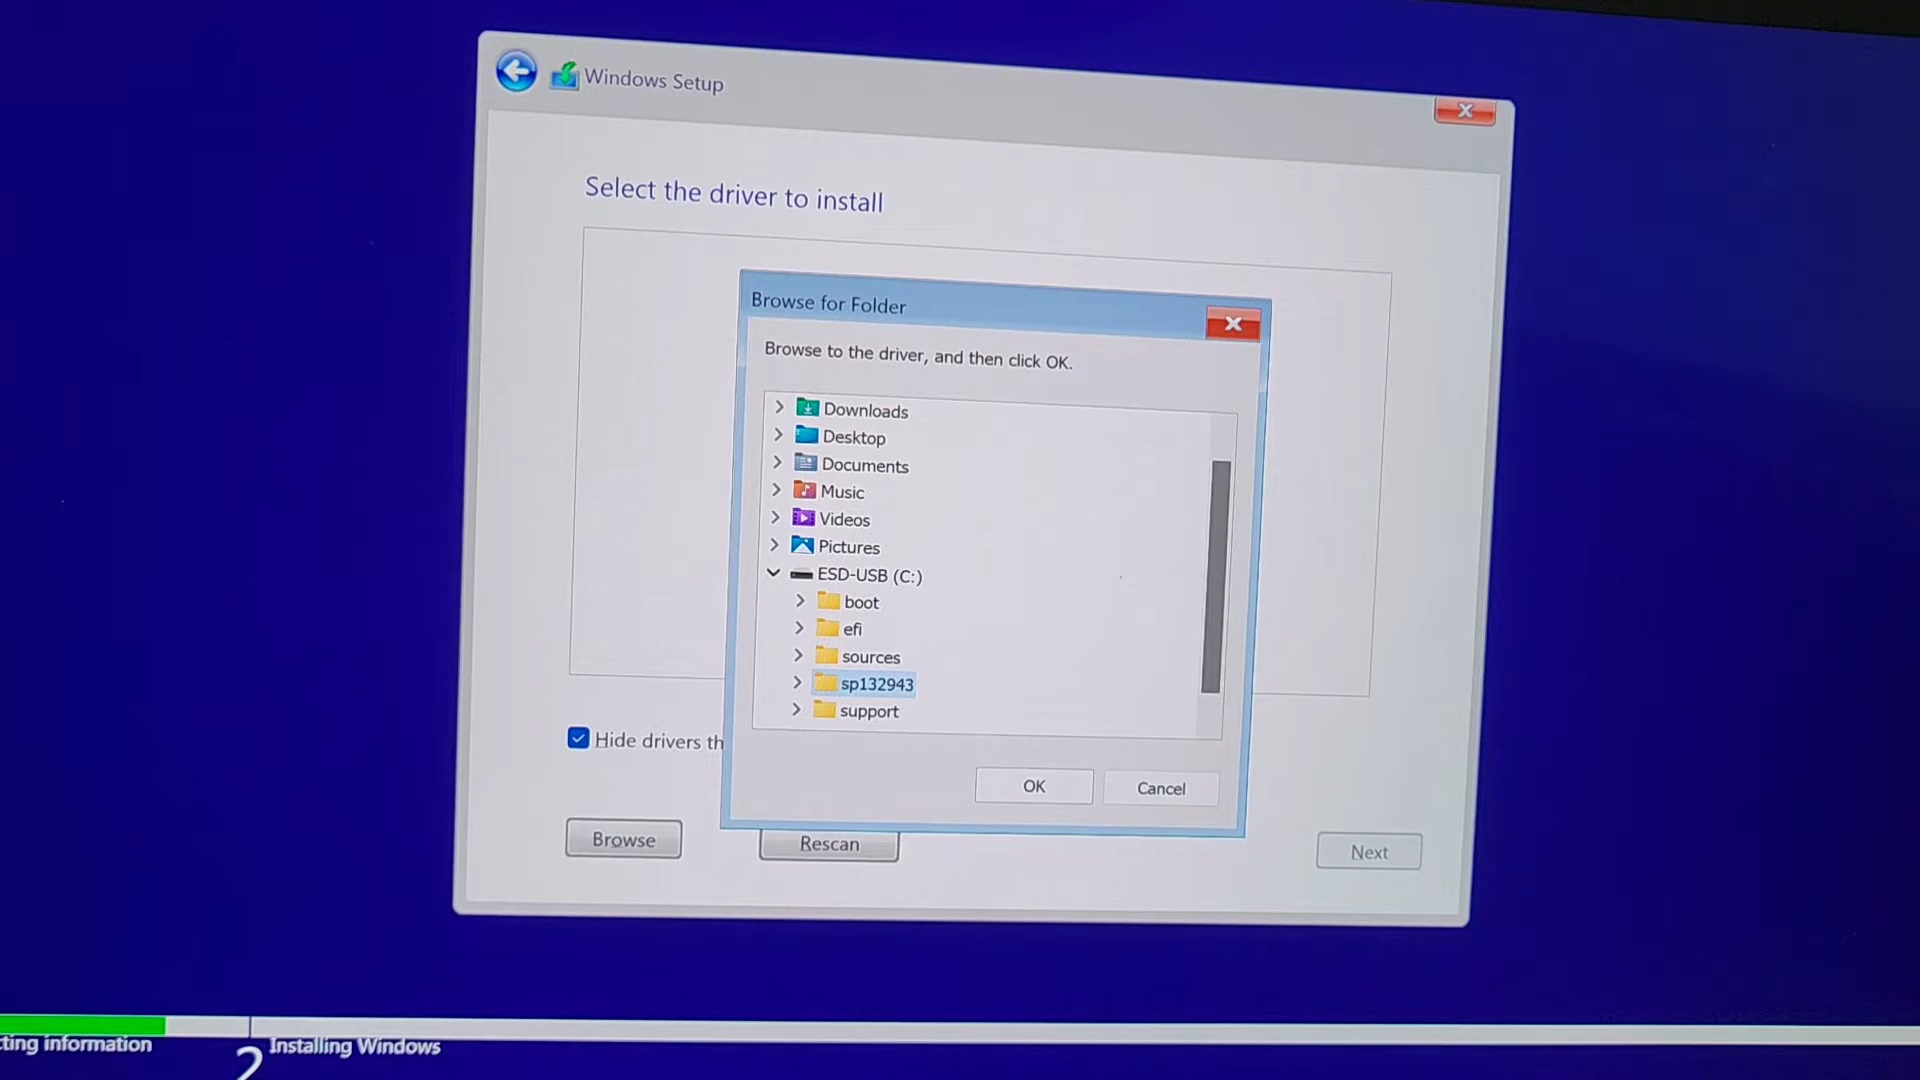 Windows Setup
Select the driver to install
Browse for Folder
Browse to the driver, and then click OK.
Downloads
Desktop
Documents
Music
Videos
Pictures
ESD-USB (C:)
boot
efi
sources
sp132943
support
Hide drivers th
OK
Cancel
Browse
Rescan
Next
ting information
2 Installing Windows